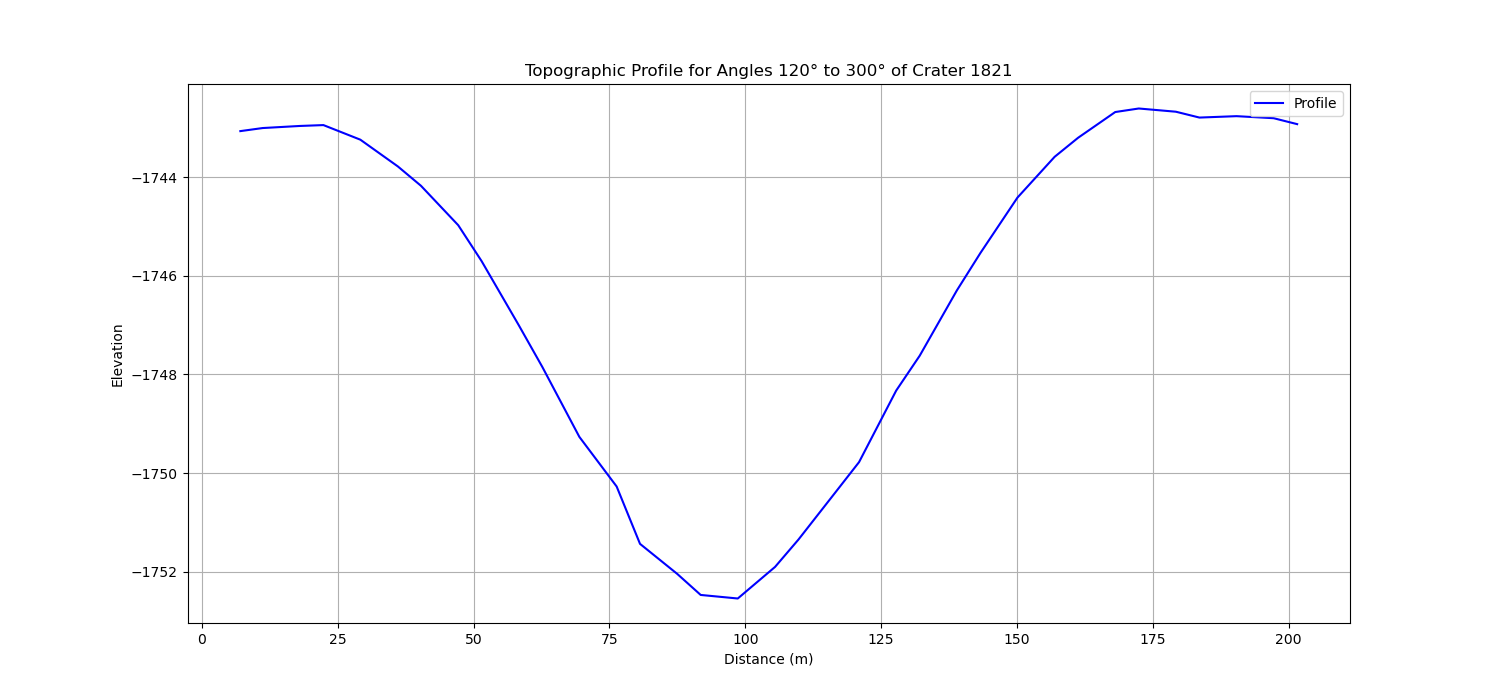 Topographic Profile for Angles 120° to 300° of Crater 1821
Profile
−1744
−1746
−1748
−1750
−1752
Elevation
0 25 50 75 100 125 150 175 200
Distance (m)